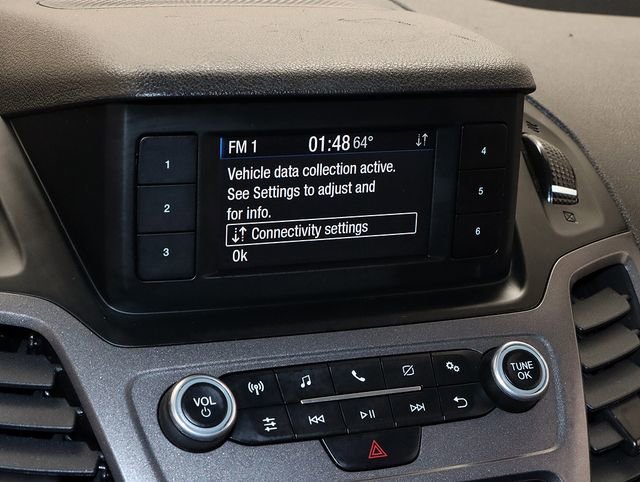 FM 1 01:48 64°
Vehicle data collection active.
See Settings to adjust and
for info.
Connectivity settings
Ok
1
2
3
4
5
6
VOL
TUNE
OK